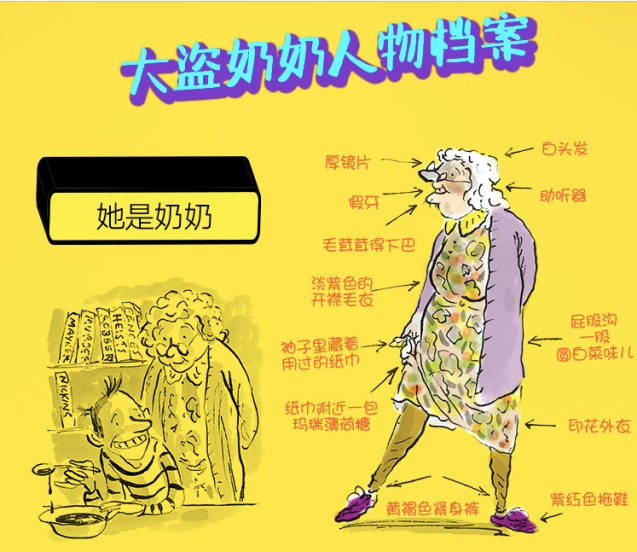 大盗奶奶人物档案
她是奶奶
厚镜片
白头发
假牙
助听器
毛茸茸得下巴
淡紫色的
开襟毛衣
袖子里藏着
用过的纸巾
屁股沟
一股
圆白菜味儿
纸巾附近一包
玛瑞薄荷糖
印花外衣
黄褐色紧身裤
紫红色拖鞋
MURDER
ROBBER
HEISTS